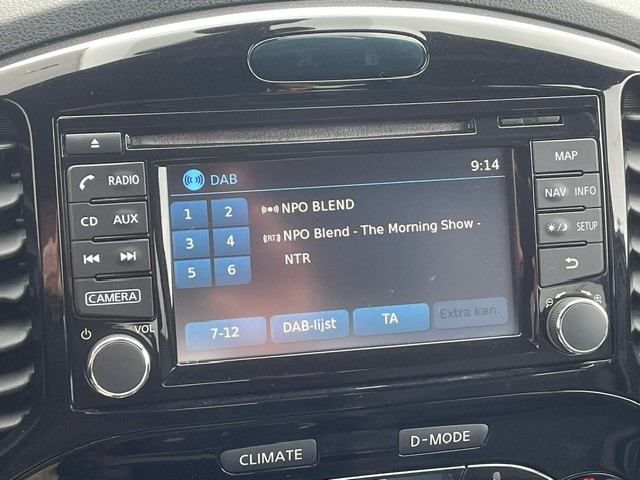 DAB
9:14
1 2
3 4
5 6
NPO BLEND
(RT) NPO Blend - The Morning Show -
NTR
7-12
DAB-lijst
TA
Extra kan.
RADIO
CD AUX
CAMERA
VOL
MAP
NAV INFO
SETUP
CLIMATE
D-MODE